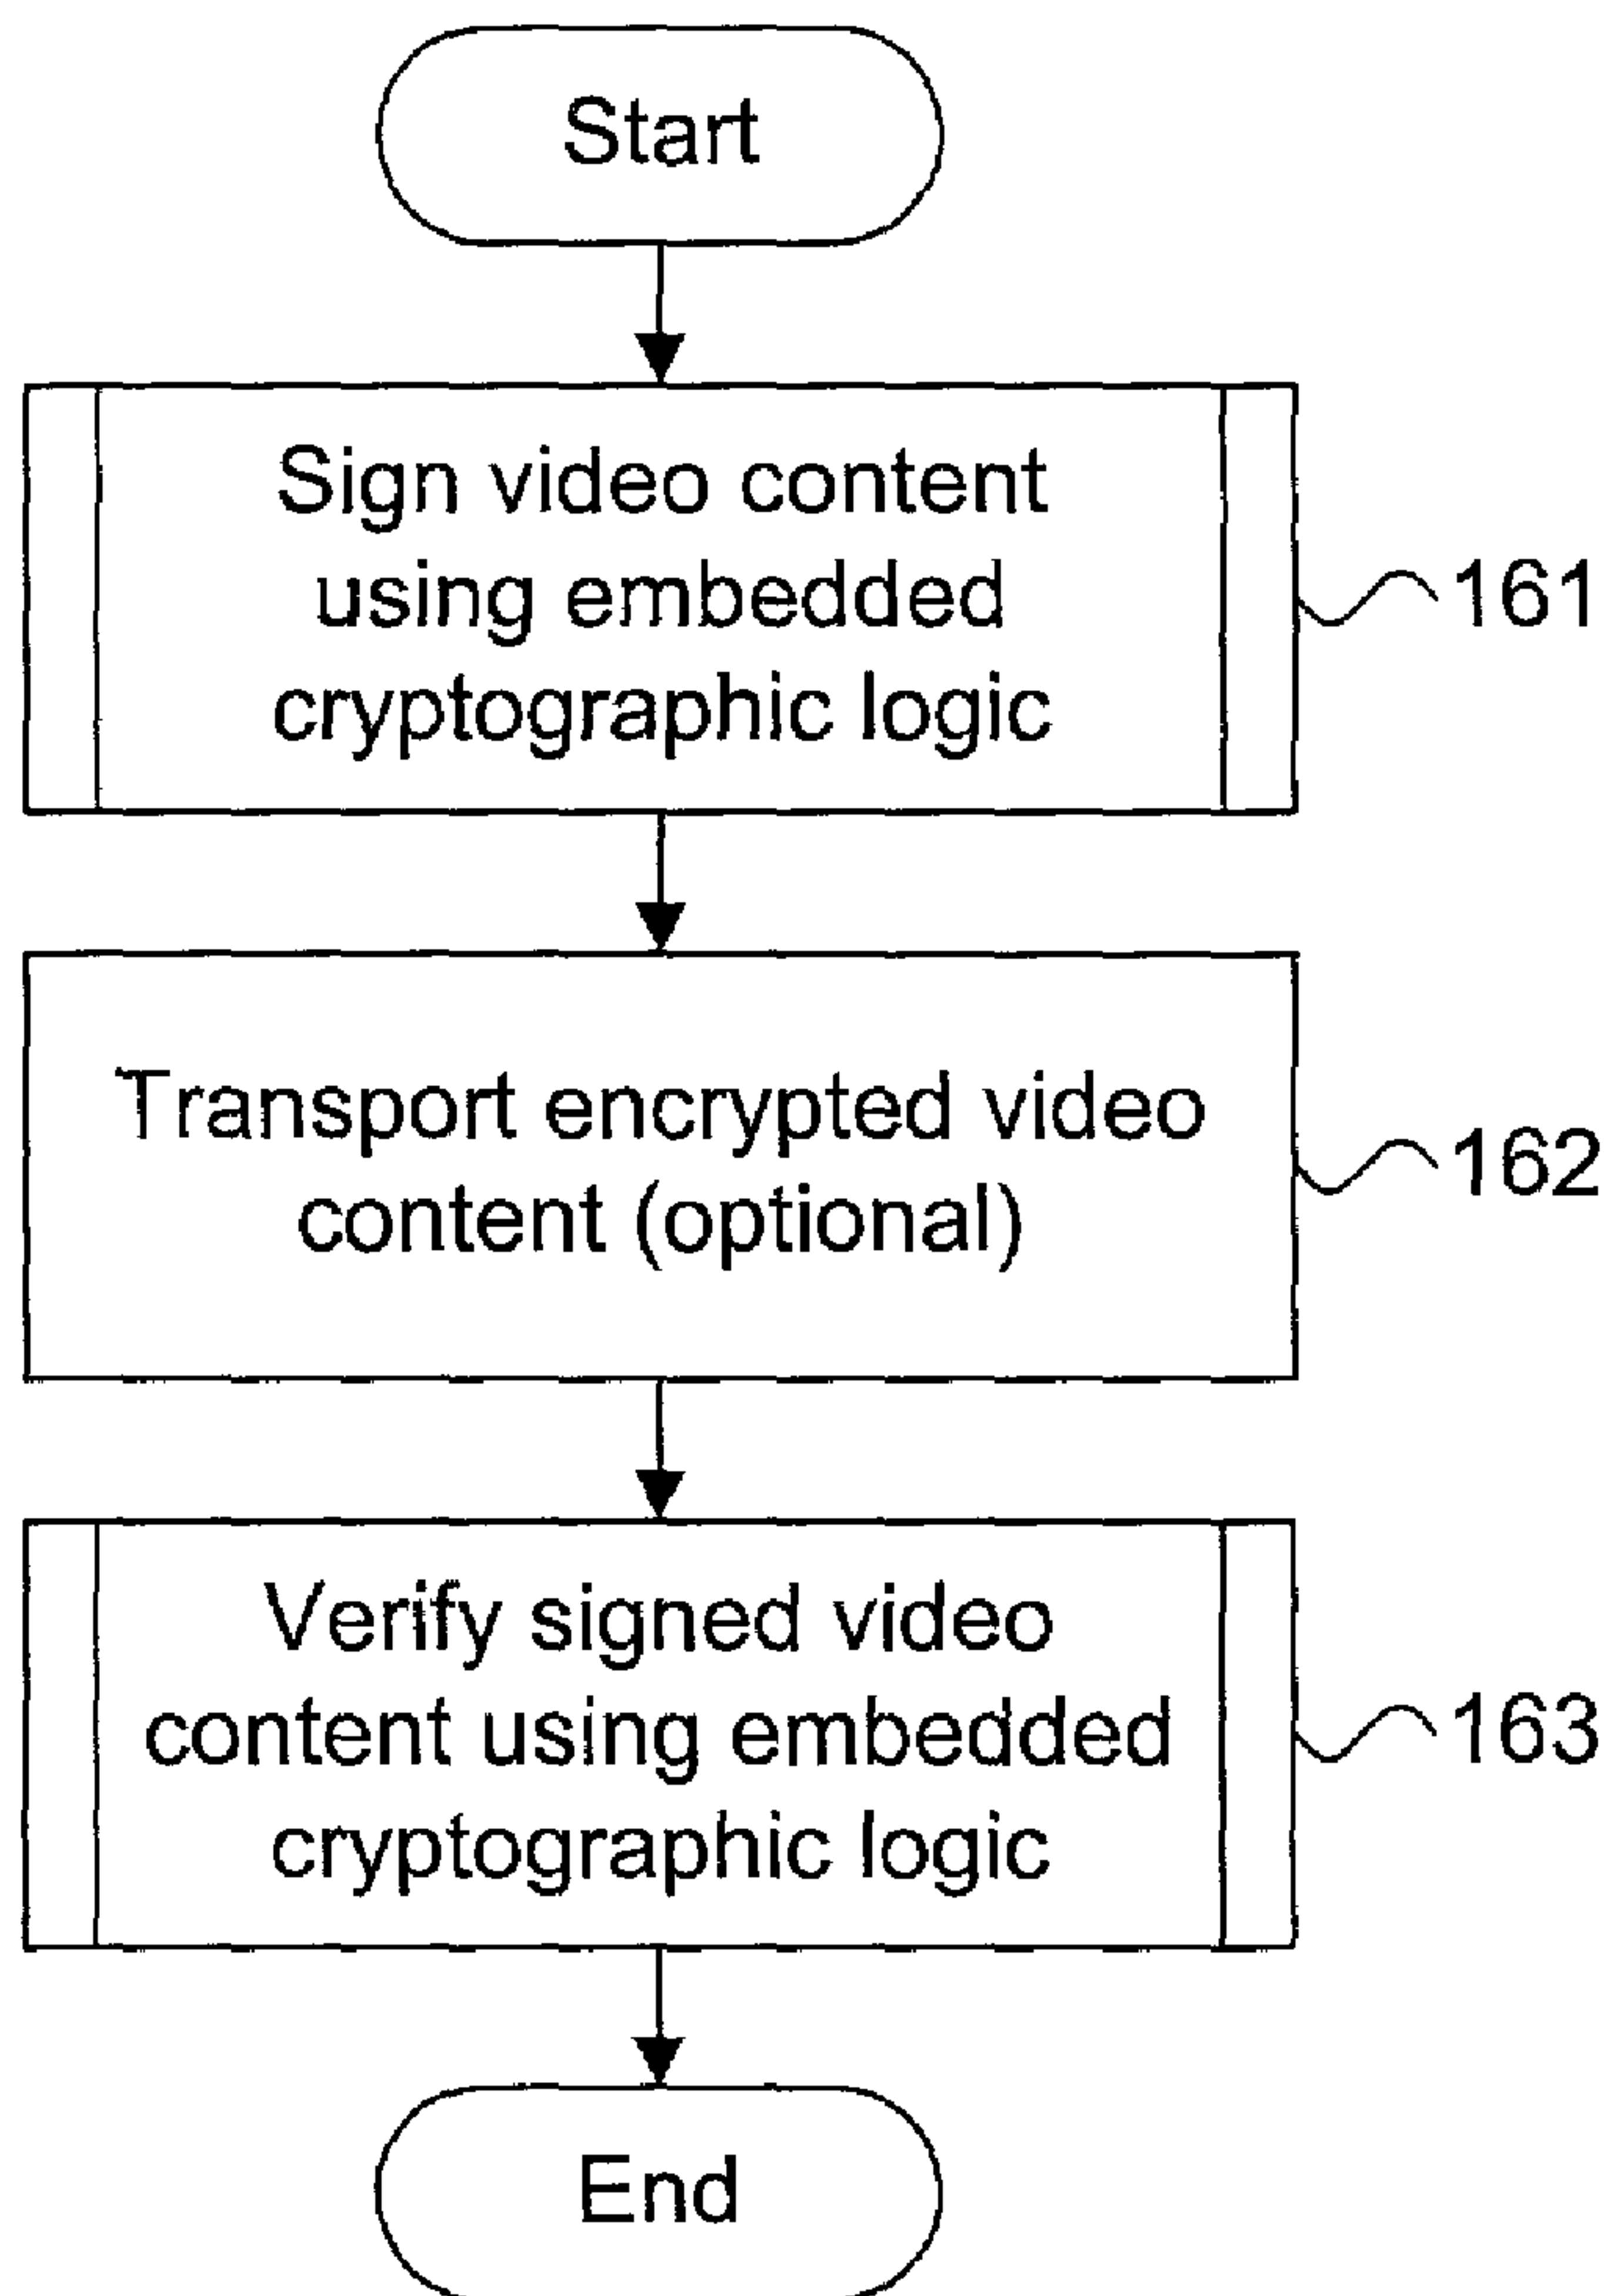 Start
Sign video content
using embedded
cryptographic logic
161
Transport encrypted video
content (optional)
162
Verify signed video
content using embedded
cryptographic logic
163
End